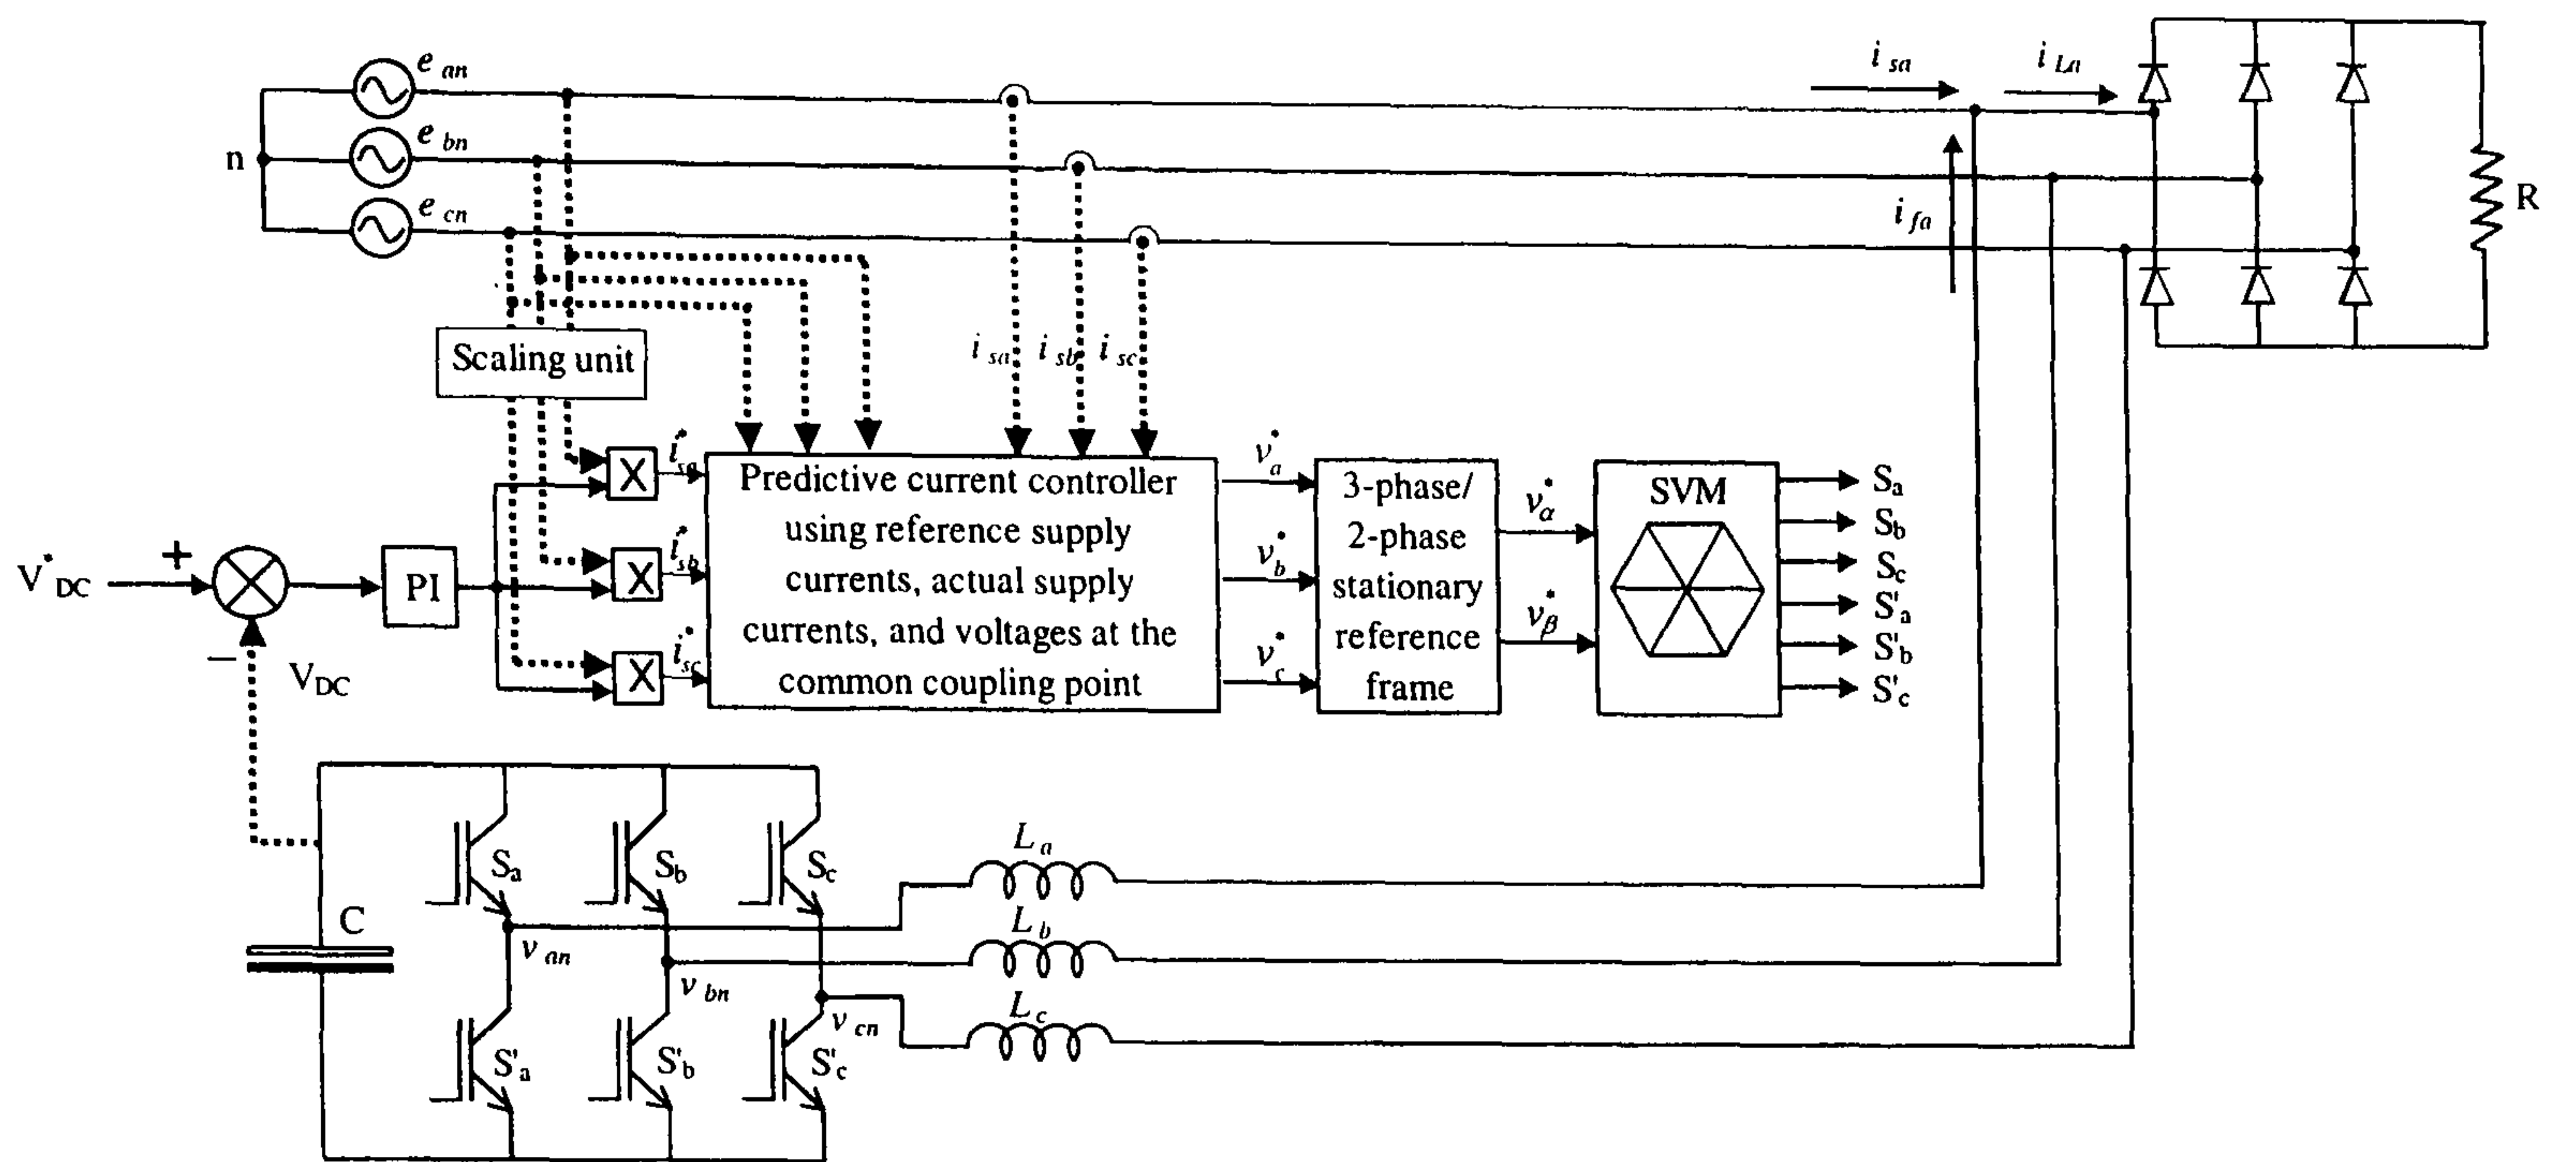 e an
e bn
n
e cn
i sa
i La
i fa
R
Scaling unit
i sa
i sb
i sc
i*sa
X
i*sb
X
i*sc
X
V*DC
+
−
VDC
PI
Predictive current controller
using reference supply
currents, actual supply
currents, and voltages at the
common coupling point
v*a
v*b
v*c
3-phase/
2-phase
stationary
reference
frame
v*α
v*β
SVM
Sa
Sb
Sc
S'a
S'b
S'c
C
Sa
Sb
Sc
v an
v bn
v cn
S'a
S'b
S'c
L a
L b
L c